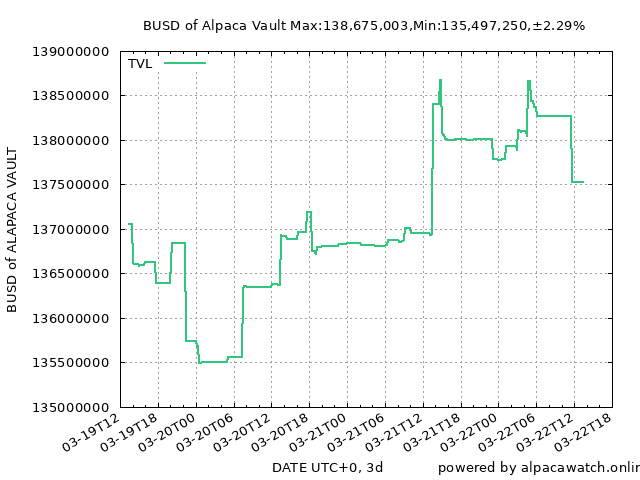 BUSD of Alpaca Vault Max:138,675,003,Min:135,497,250,±2.29%
TVL
139000000
138500000
138000000
137500000
137000000
136500000
136000000
135500000
135000000
BUSD of ALAPACA VAULT
03-19T12
03-19T18
03-20T00
03-20T06
03-20T12
03-20T18
03-21T00
03-21T06
03-21T12
03-21T18
03-22T00
03-22T06
03-22T12
03-22T18
DATE UTC+0, 3d
powered by alpacawatch.onlin